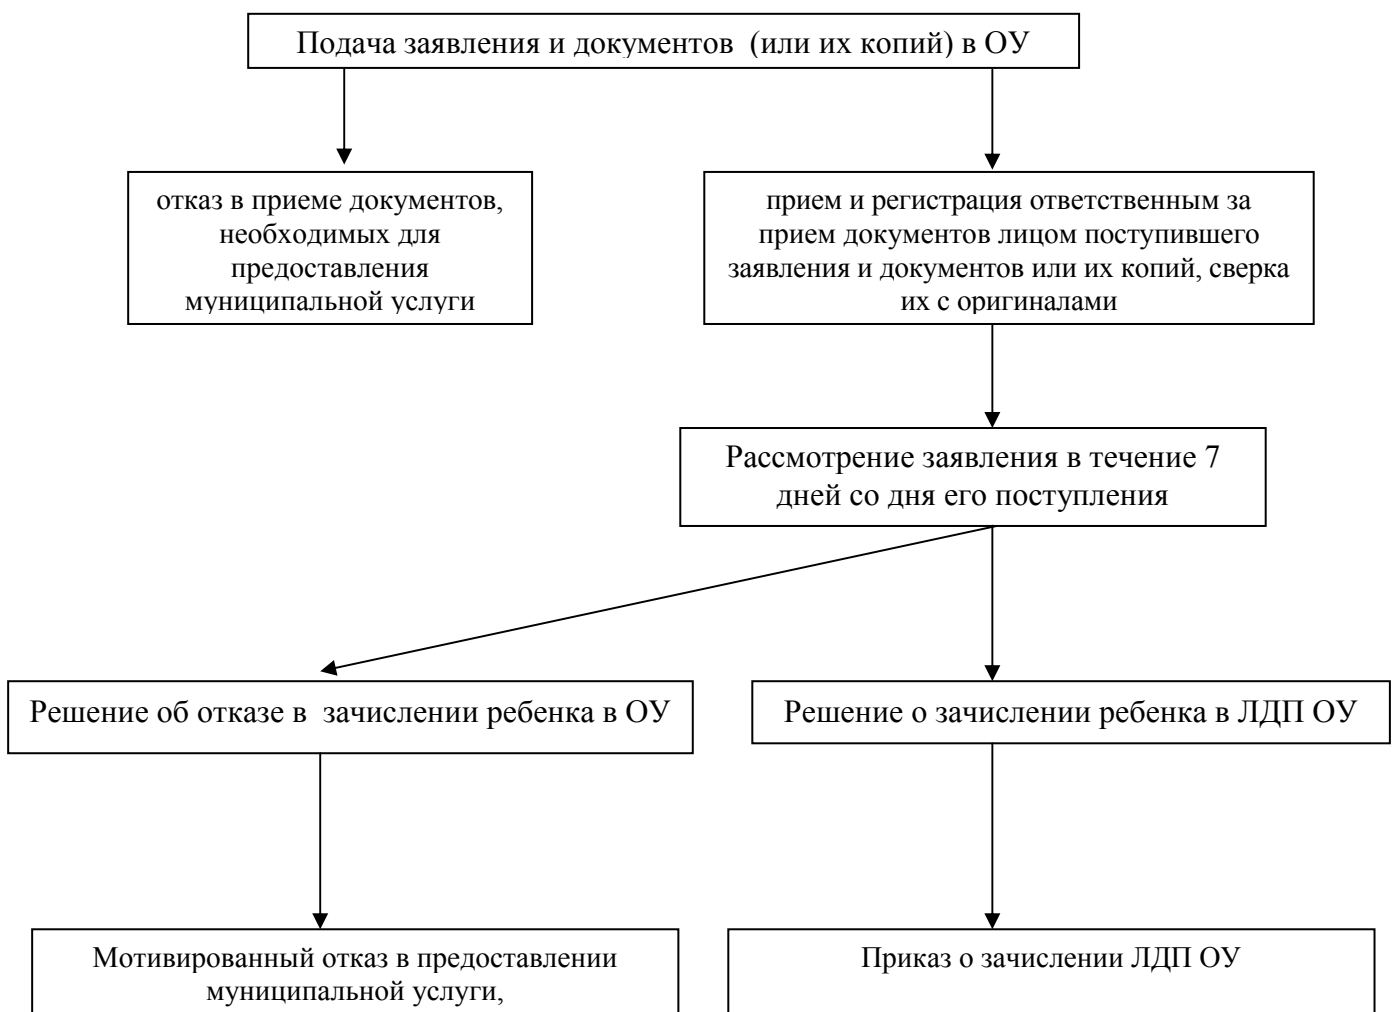 Подача заявления и документов (или их копий) в ОУ
отказ в приеме документов,
необходимых для
предоставления
муниципальной услуги
прием и регистрация ответственным за
прием документов лицом поступившего
заявления и документов или их копий, сверка
их с оригиналами
Рассмотрение заявления в течение 7
дней со дня его поступления
Решение об отказе в зачислении ребенка в ОУ
Решение о зачислении ребенка в ЛДП ОУ
Мотивированный отказ в предоставлении
муниципальной услуги,
Приказ о зачислении ЛДП ОУ